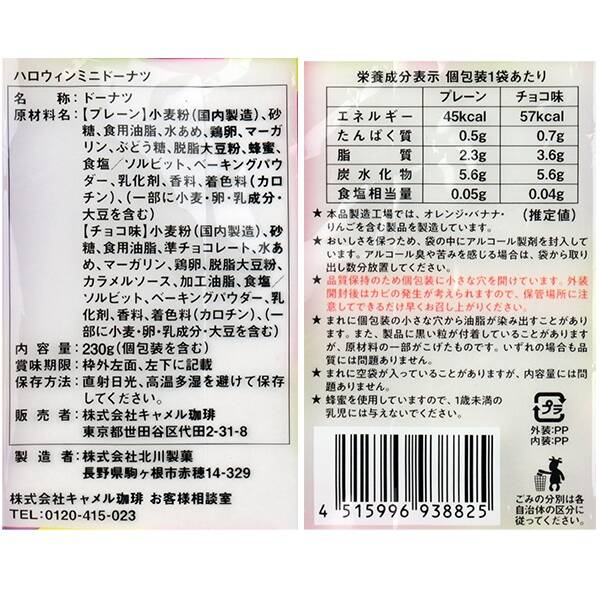 ハロウィンミニドーナツ
名　　称:ドーナツ
原材料名:【プレーン】小麦粉(国内製造)、砂
糖、食用油脂、水あめ、鶏卵、マーガ
リン、ぶどう糖、脱脂大豆粉、蜂蜜、
食塩／ソルビット、ベーキングパウ
ダー、乳化剤、香料、着色料(カロ
チン)、(一部に小麦・卵・乳成分・
大豆を含む)
【チョコ味】小麦粉(国内製造)、砂
糖、食用油脂、準チョコレート、水あ
め、マーガリン、鶏卵、脱脂大豆粉、
カラメルソース、加工油脂、食塩／
ソルビット、ベーキングパウダー、乳化
剤、香料、着色料(カロチン)、(一
部に小麦・卵・乳成分・大豆を含む)
内 容 量:230g(個包装を含む)
賞味期限:枠外左面、左下に記載
保存方法:直射日光、高温多湿を避けて保存
してください。
販 売 者:株式会社キャメル珈琲
東京都世田谷区代田2-31-8
製 造 者:株式会社北川製菓
長野県駒ヶ根市赤穂14-329
株式会社キャメル珈琲 お客様相談室
TEL:0120-415-023
栄養成分表示 個包装1袋あたり
プレーン チョコ味
エネルギー 45kcal 57kcal
たんぱく質 0.5g 0.7g
脂　　質 2.3g 3.6g
炭水化物 5.6g 5.6g
食塩相当量 0.05g 0.04g
(推定値)
★本品製造工場では、オレンジ・バナナ・
りんごを含む製品を製造しています。
★おいしさを保つため、袋の中にアルコール製剤を封入して
います。アルコール臭や苦みを感じる場合は、袋から取
り出し数分放置してください。
★品質保持のため個包装に小さな穴を開けています。外装
開封後はカビの発生が考えられますので、保管場所に注
意してできるだけ早くお召し上がりください。
★まれに個包装の小さな穴から油脂が染み出すことがあり
ます。また、製品に黒い粒が付着していることがあります
が、原材料の一部がこげたものです。いずれの場合も品
質には問題ありません。
★まれに空袋が入っていることがありますが、内容量には問
題ありません。
★蜂蜜を使用していますので、1歳未満の
乳児には与えないでください。
プラ
外装:PP
内装:PP
ごみの分別は各
自治体の区分に
従ってください。
4 515996 938825